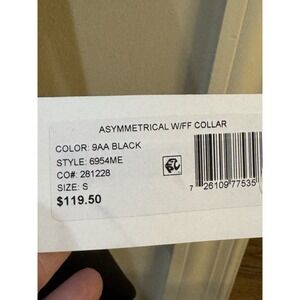 ASYMMETRICAL W/FF COLLAR
COLOR: 9AA BLACK
STYLE: 6954ME
CO#: 281228
SIZE: S
$119.50
7 26109 77535